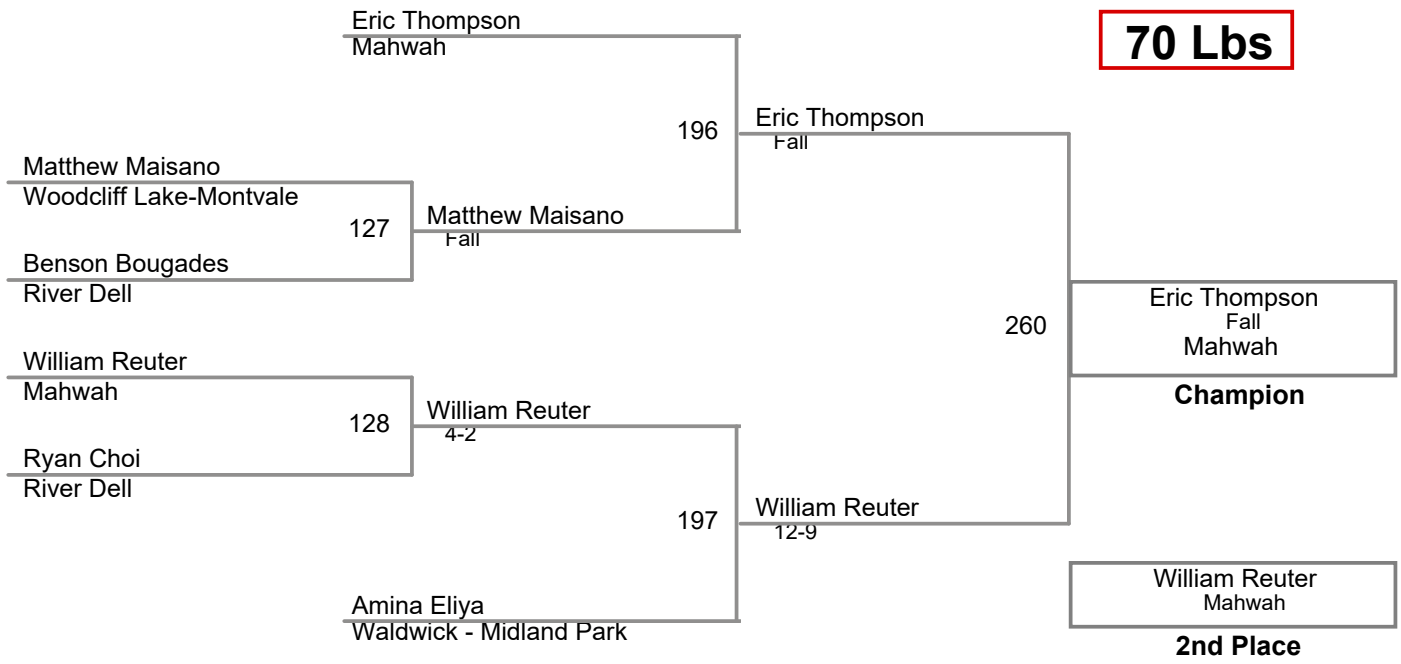 Eric Thompson
Mahwah
70 Lbs
196
Eric Thompson
Fall
Matthew Maisano
Woodcliff Lake-Montvale
127
Matthew Maisano
Fall
Benson Bougades
River Dell
260
Eric Thompson
Fall
Mahwah
Champion
William Reuter
Mahwah
128
William Reuter
4-2
Ryan Choi
River Dell
197
William Reuter
12-9
Amina Eliya
Waldwick - Midland Park
William Reuter
Mahwah
2nd Place